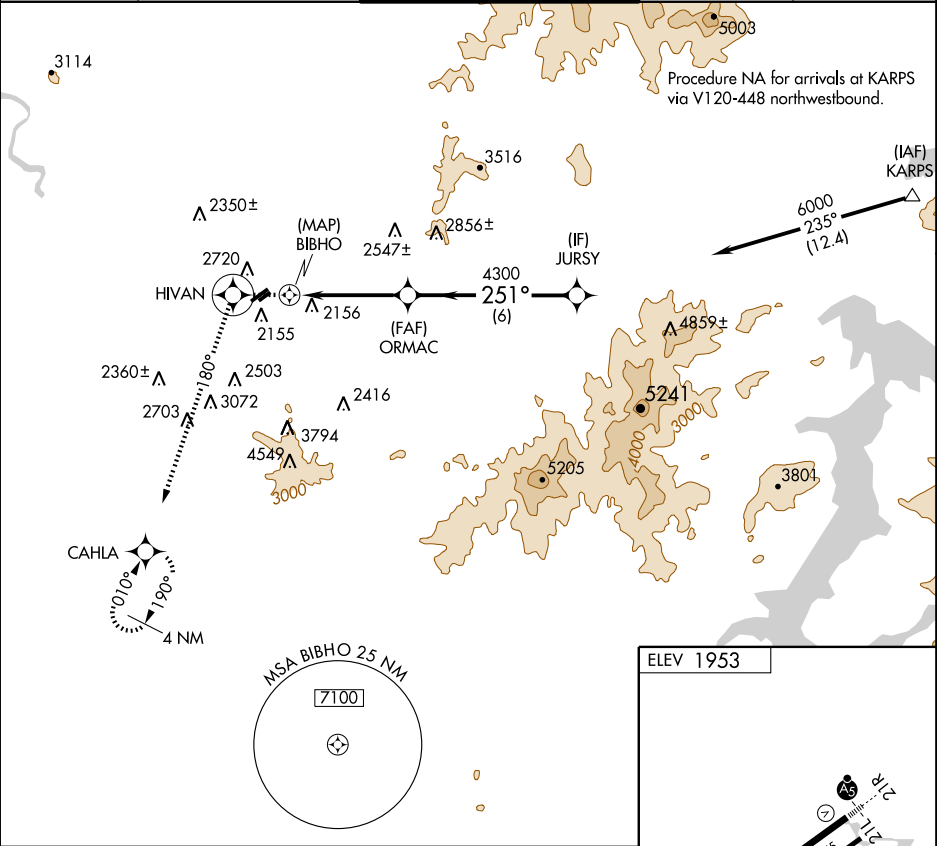 5003
3114
Procedure NA for arrivals at KARPS
via V120-448 northwestbound.
3516
(IAF)
KARPS
6000
235°
(12.4)
2350±
(MAP)
BIBHO
2547±
2856±
(IF)
JURSY
2720
HIVAN
4300
251°
(6)
2156
2155
(FAF)
ORMAC
4859±
180°
2360±
2503
3072
2703
2416
3794
4549
3000
5241
3000
4000
5205
3801
CAHLA
010°
190°
4 NM
MSA BIBHO 25 NM
7100
ELEV 1953
A5
21R
V
21L